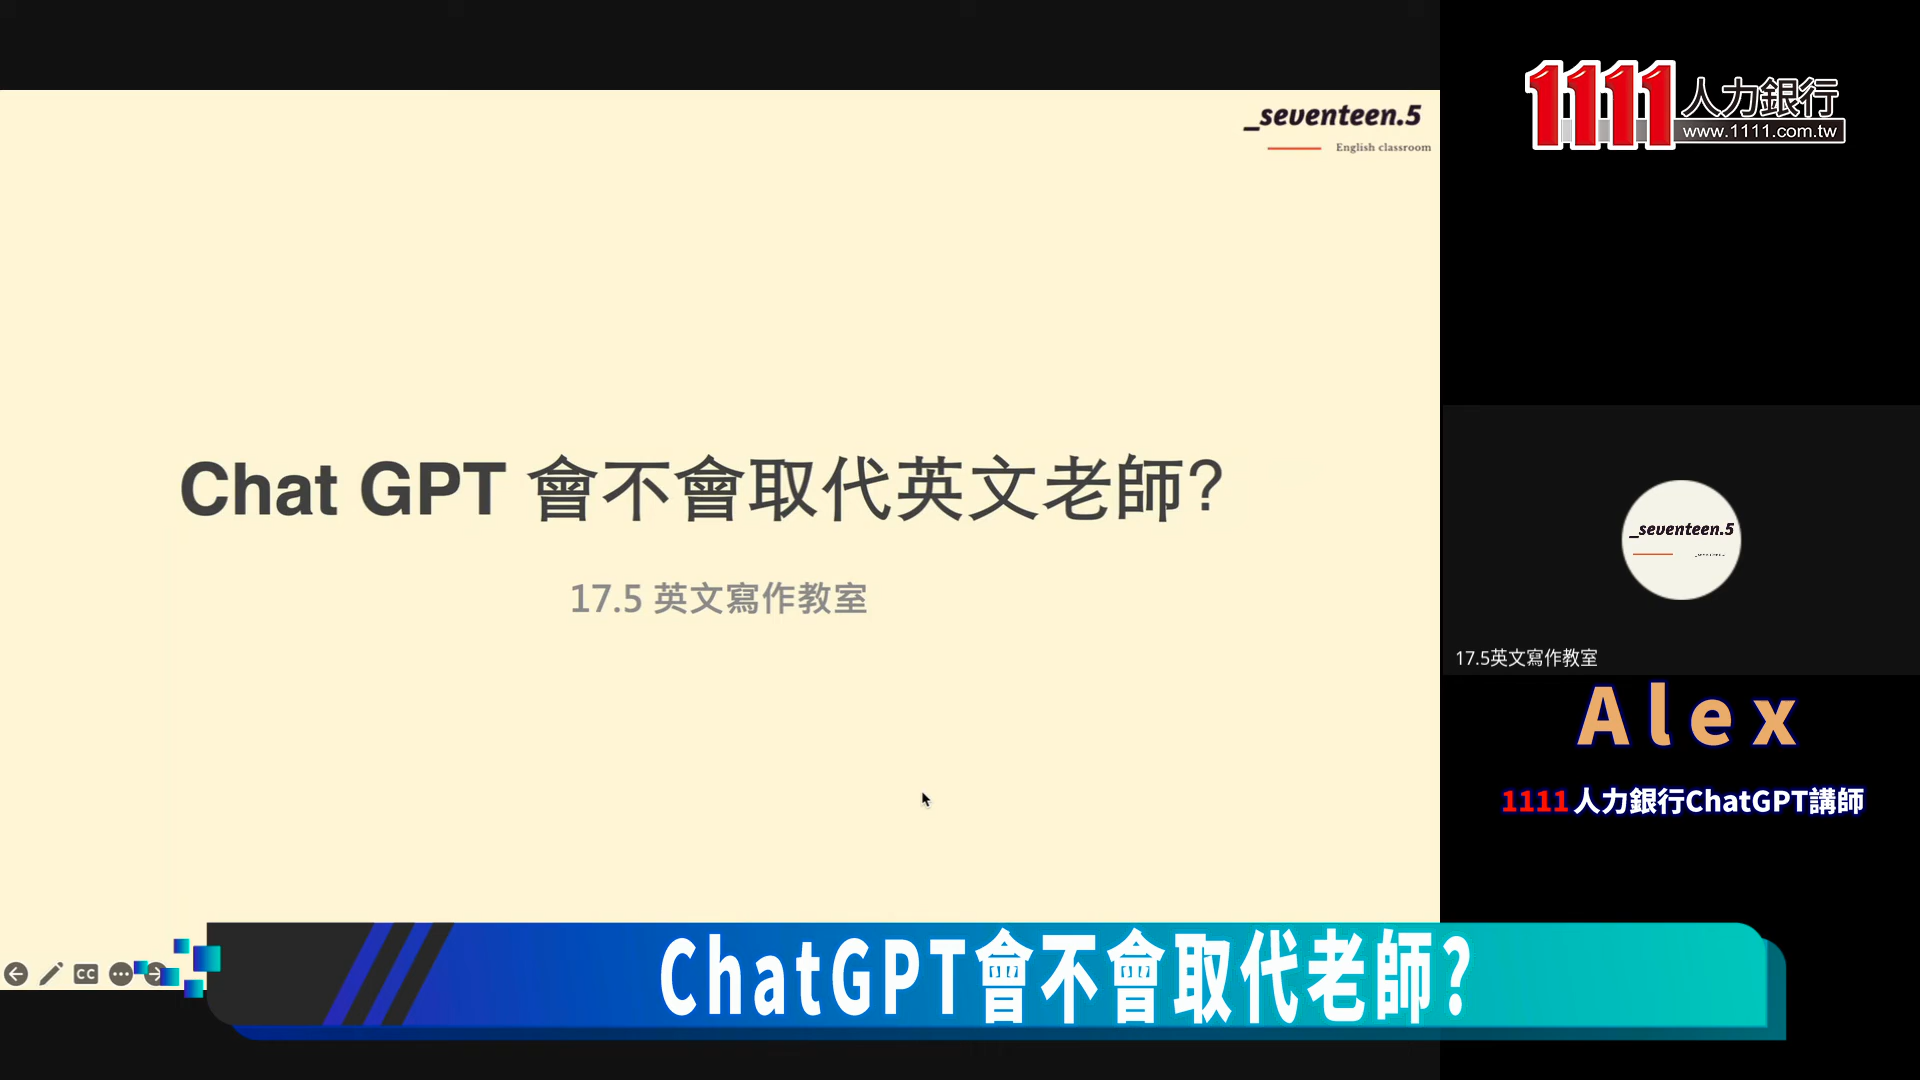 _seventeen.5
English classroom
Chat GPT 會不會取代英文老師?
17.5 英文寫作教室
CC
1111人力銀行
www.1111.com.tw
_seventeen.5
17.5英文寫作教室
Alex
1111人力銀行ChatGPT講師
ChatGPT會不會取代老師?